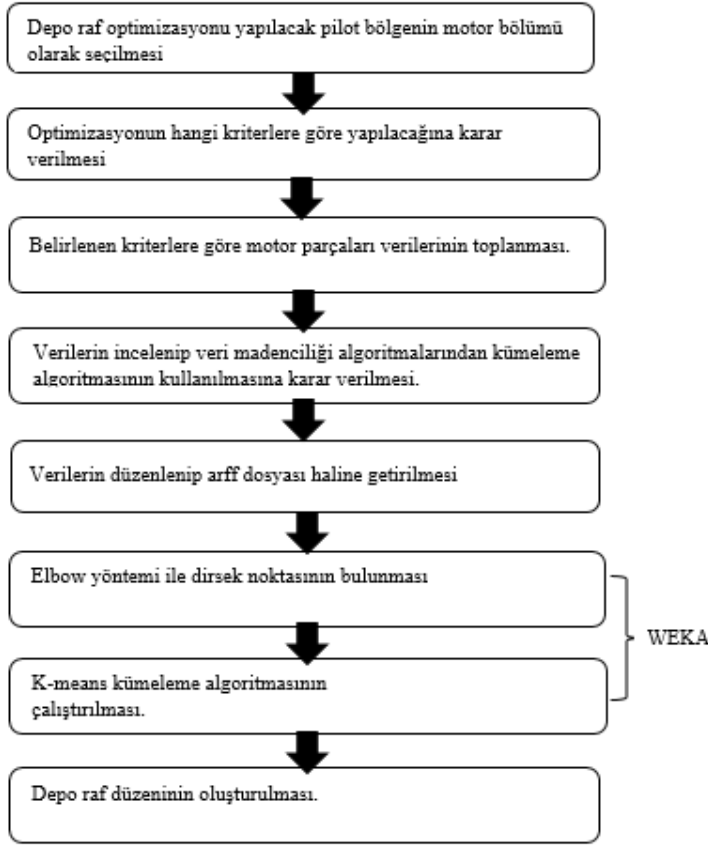 Depo raf optimizasyonu yapılacak pilot bölgenin motor bölümü
olarak seçilmesi
Optimizasyonun hangi kriterlere göre yapılacağına karar
verilmesi
Belirlenen kriterlere göre motor parçaları verilerinin toplanması.
Verilerin incelenip veri madenciliği algoritmalarından kümeleme
algoritmasının kullanılmasına karar verilmesi.
Verilerin düzenlenip arff dosyası haline getirilmesi
Elbow yöntemi ile dirsek noktasının bulunması
WEKA
K-means kümeleme algoritmasının
çalıştırılması.
Depo raf düzeninin oluşturulması.